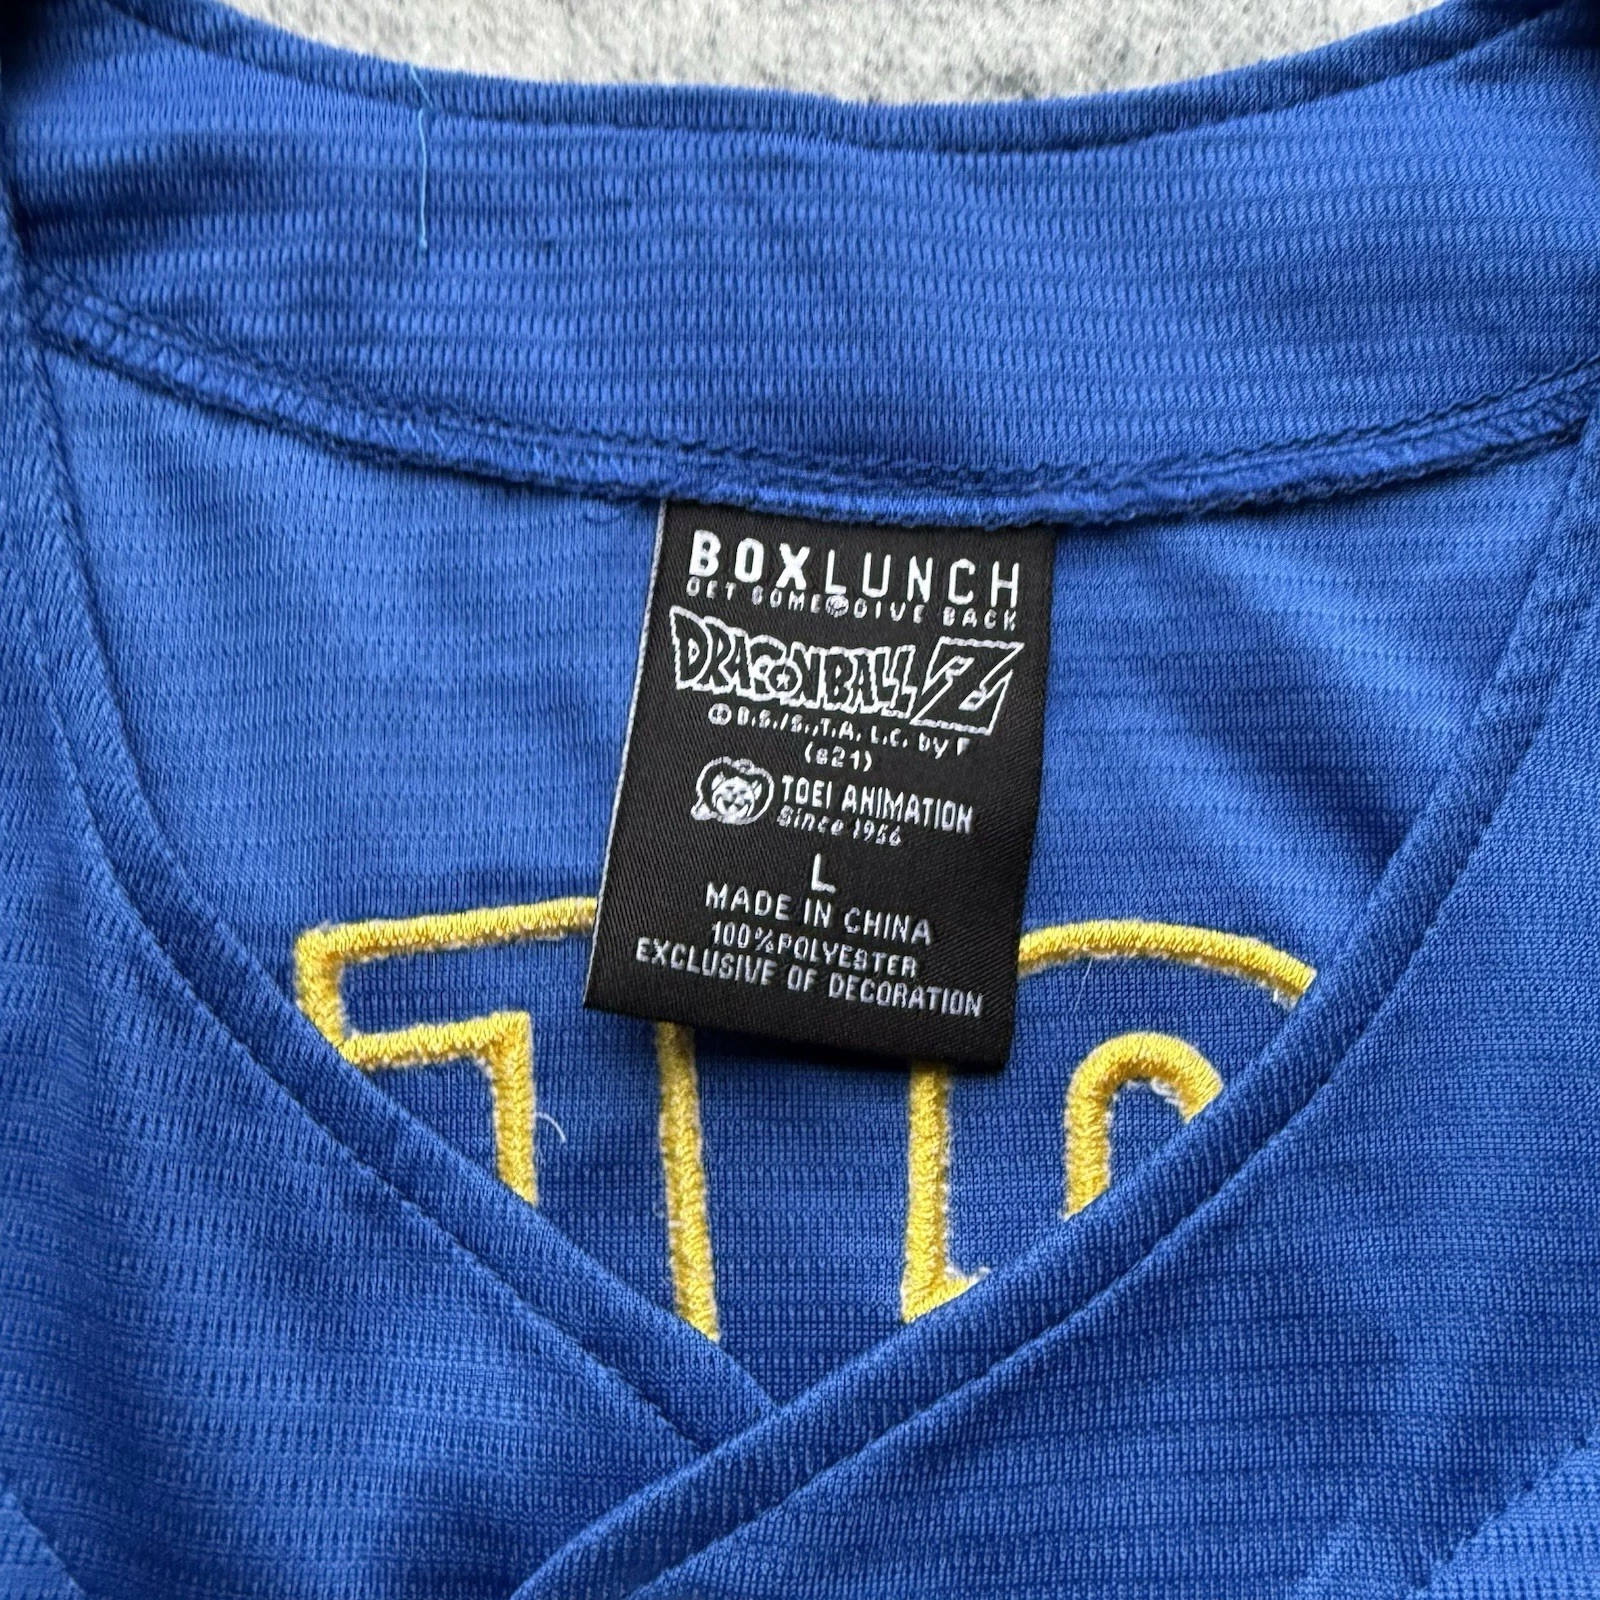 BOXLUNCH
GET SOME GIVE BACK
DRAGONBALL Z
© B.S./S.,T.A. L.C. by F
(s21)
TOEI ANIMATION
Since 1956
L
MADE IN CHINA
100%POLYESTER
EXCLUSIVE OF DECORATION